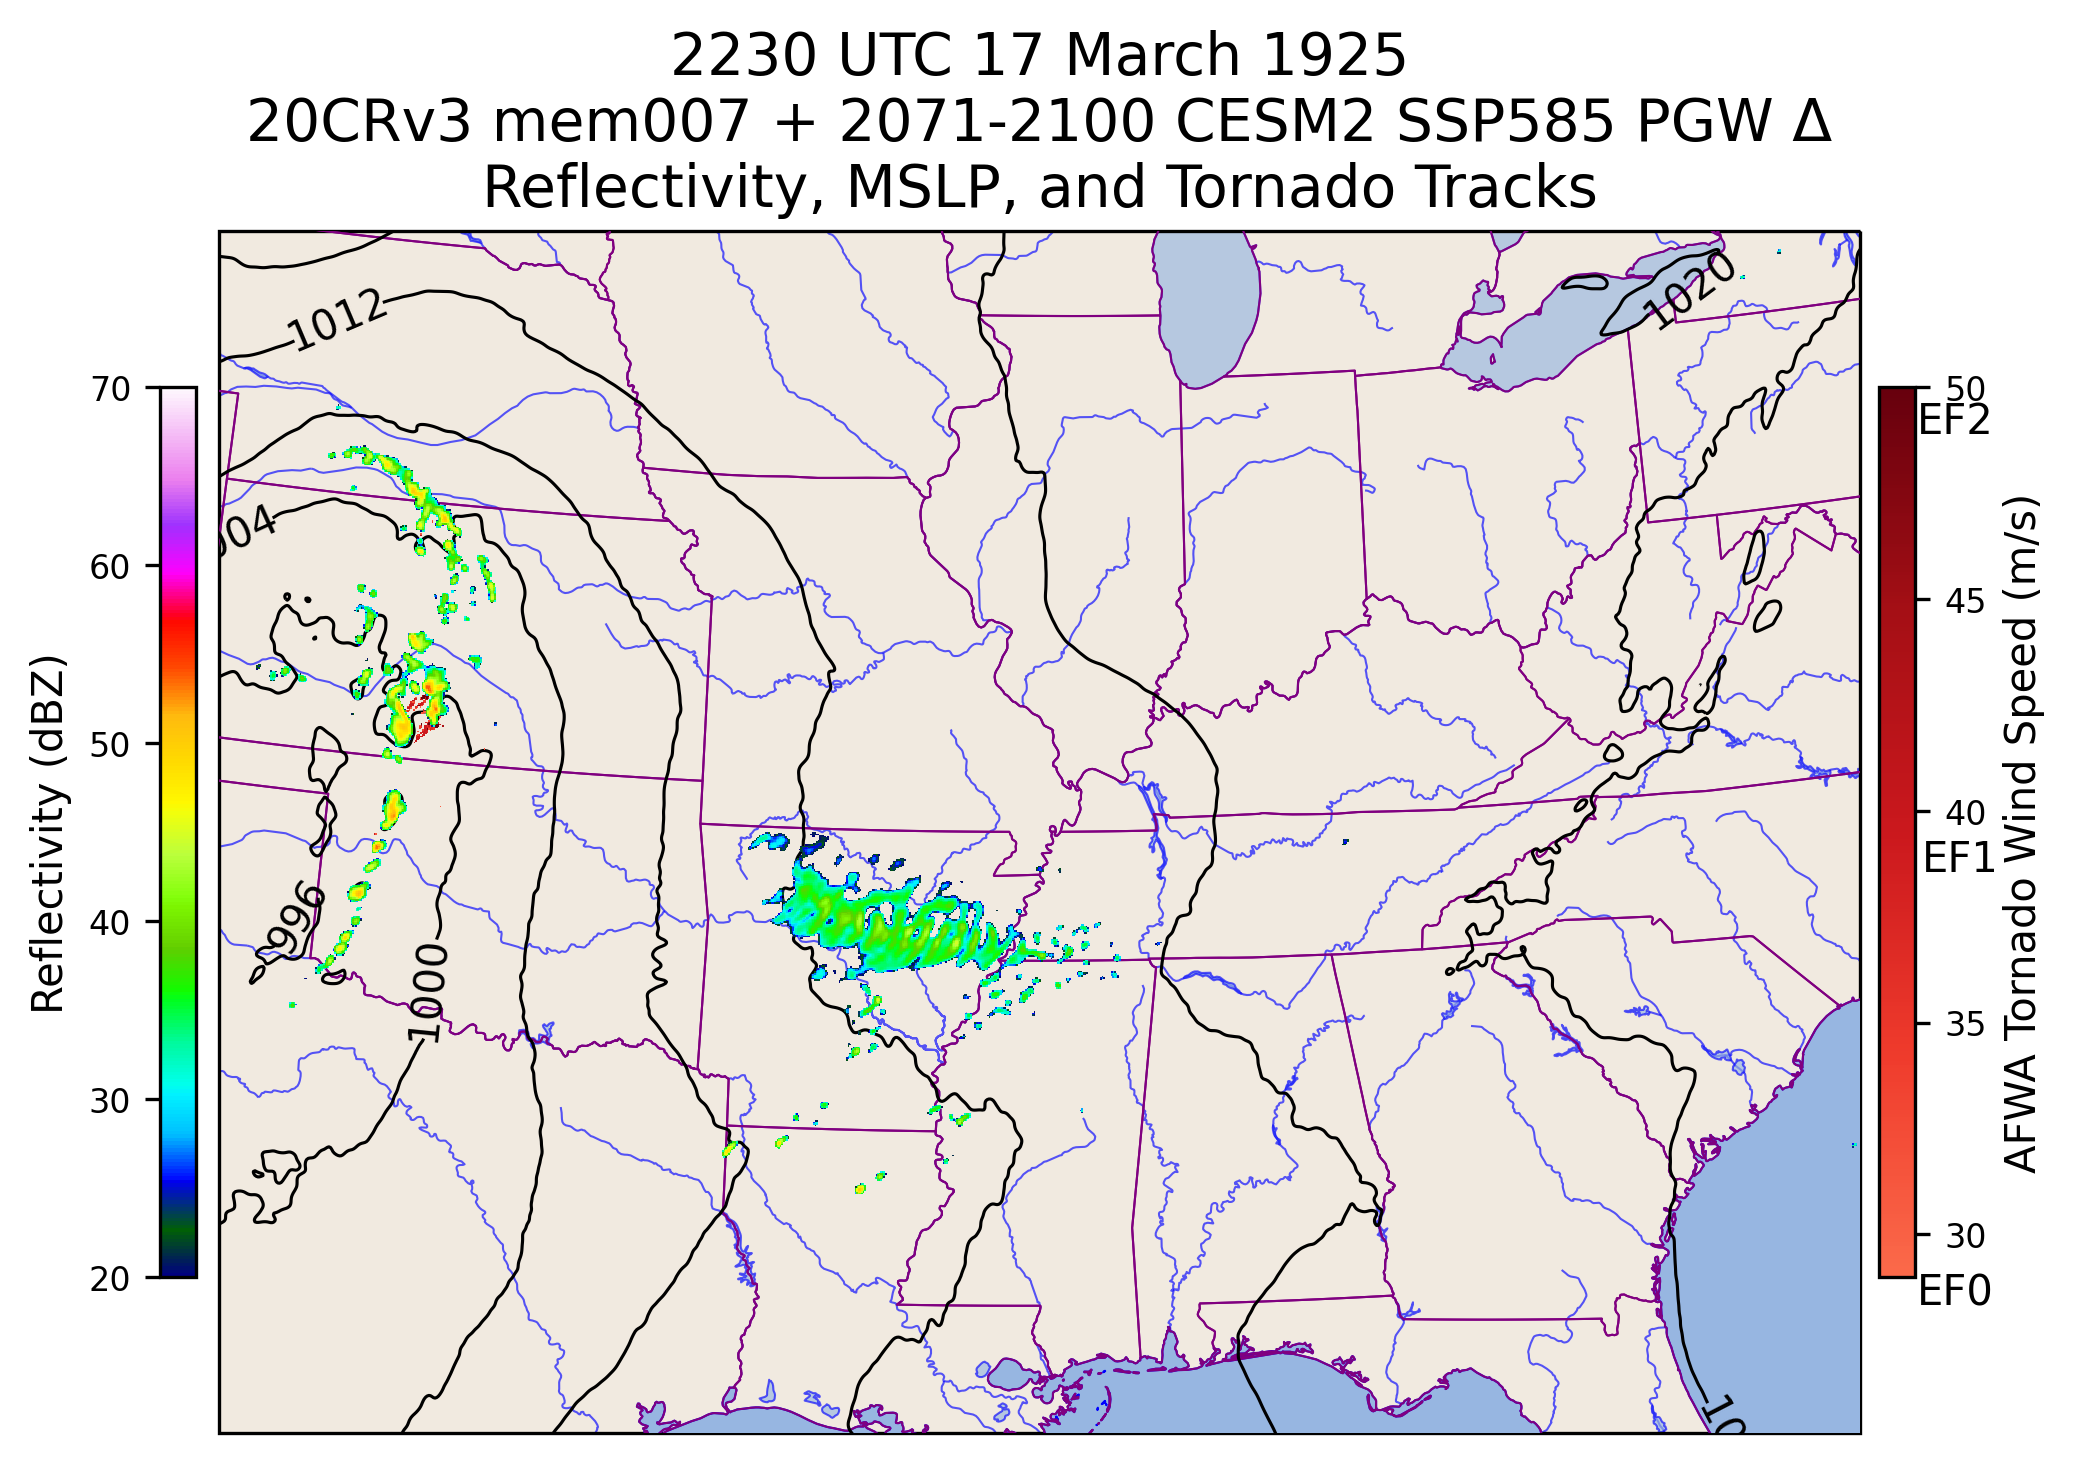 2230 UTC 17 March 1925
20CRv3 mem007 + 2071-2100 CESM2 SSP585 PGW Δ
Reflectivity, MSLP, and Tornado Tracks
Reflectivity (dBZ)
70
60
50
40
30
20
1012
1020
004
996
1000
10
50
EF2
45
40
EF1
35
30
EF0
AFWA Tornado Wind Speed (m/s)